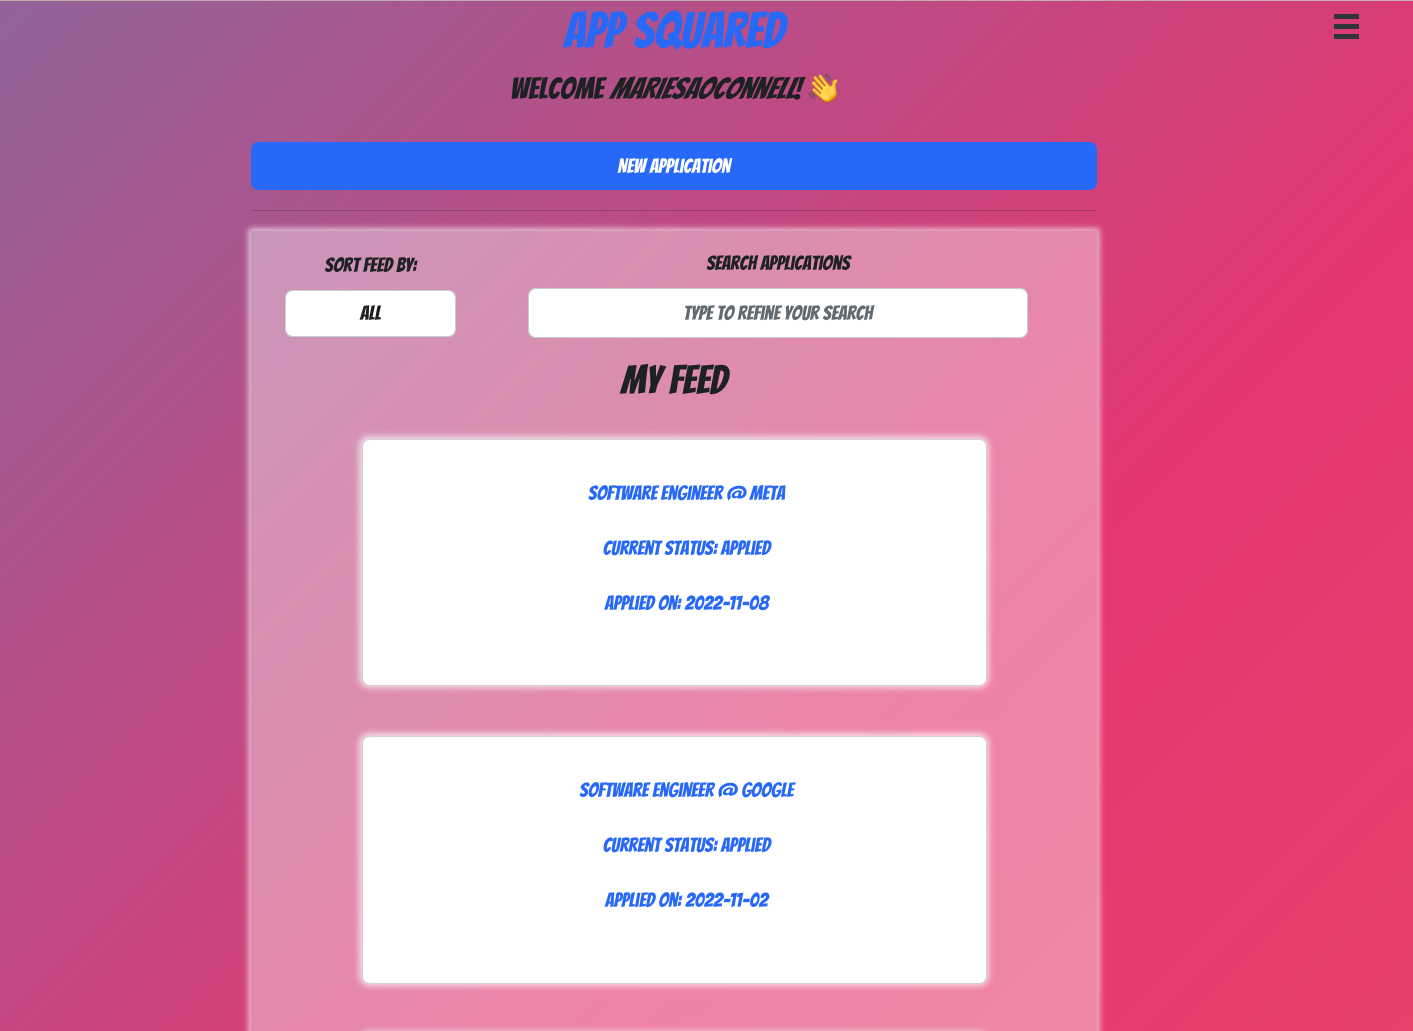 APP SQUARED
WELCOME MARIESAOCONNELL! 👋
NEW APPLICATION
SORT FEED BY:
ALL
SEARCH APPLICATIONS
TYPE TO REFINE YOUR SEARCH
MY FEED
SOFTWARE ENGINEER @ META
CURRENT STATUS: APPLIED
APPLIED ON: 2022-11-08
SOFTWARE ENGINEER @ GOOGLE
CURRENT STATUS: APPLIED
APPLIED ON: 2022-11-02